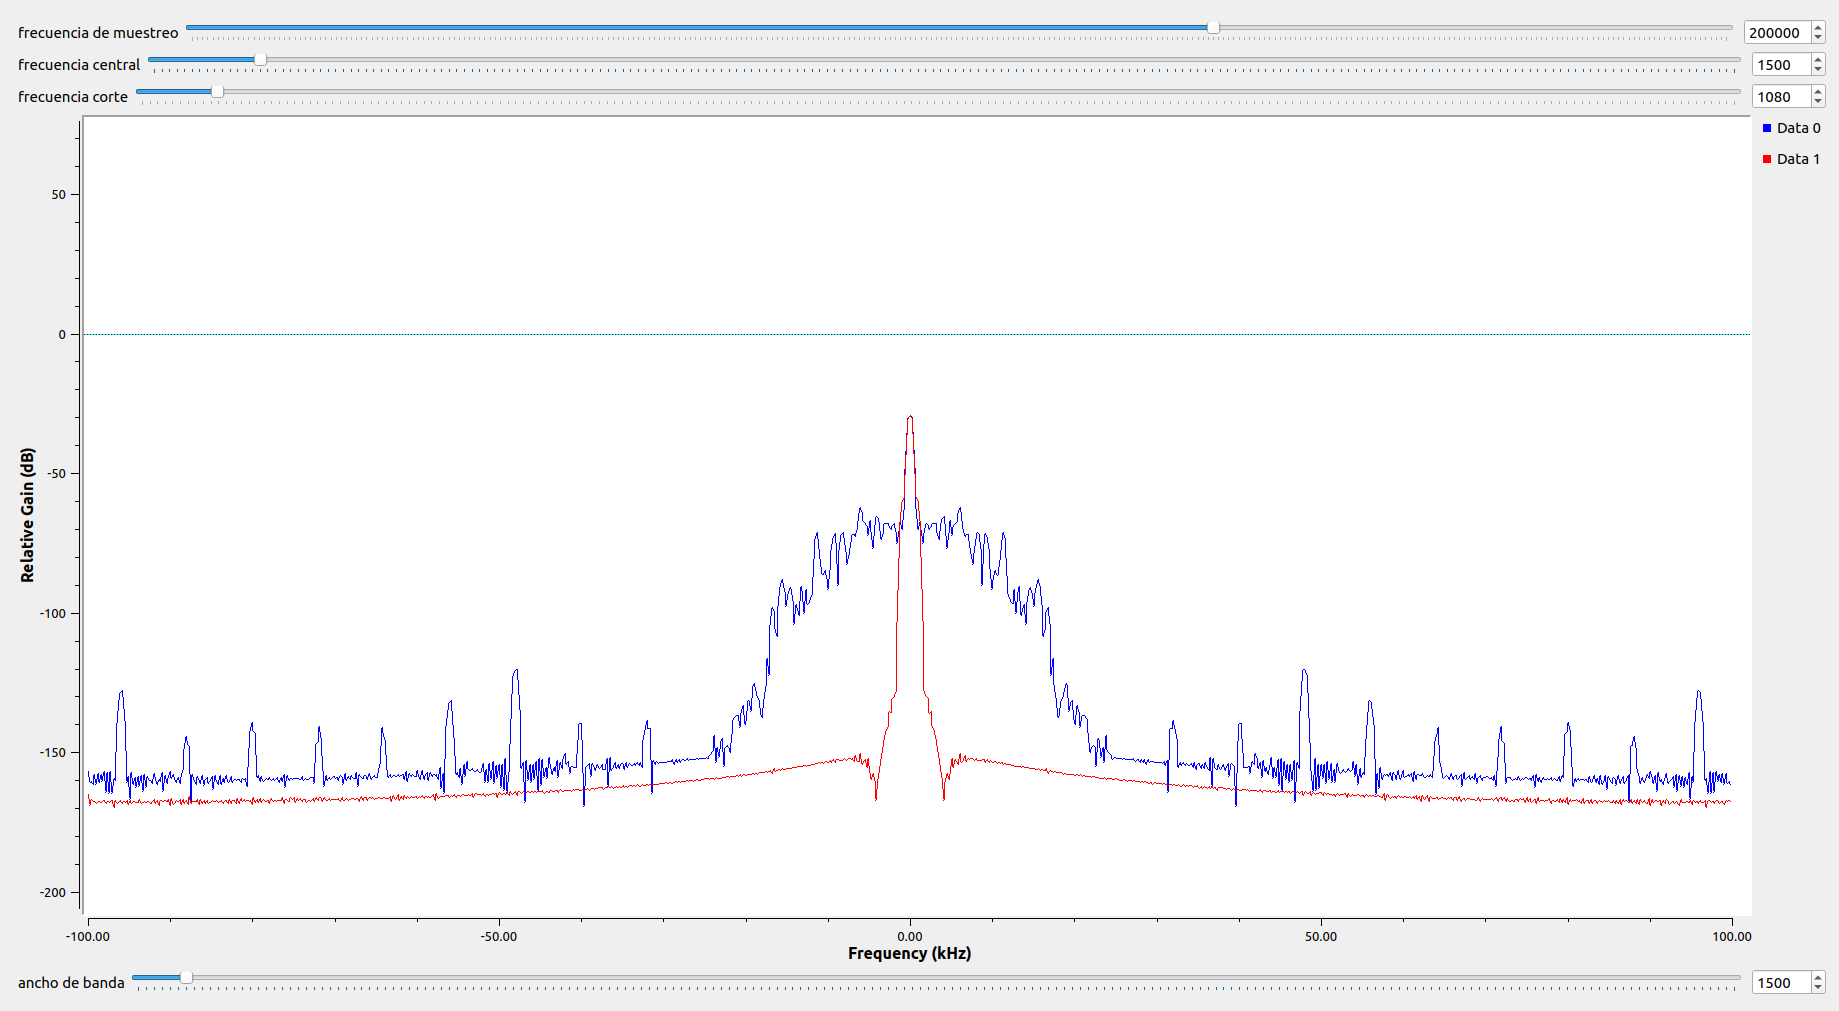 frecuencia de muestreo 200000
frecuencia central 1500
frecuencia corte 1080
Data 0
Data 1
50
0
-50
-100
-150
-200
Relative Gain (dB)
-100.00 -50.00 0.00 50.00 100.00
Frequency (kHz)
ancho de banda 1500